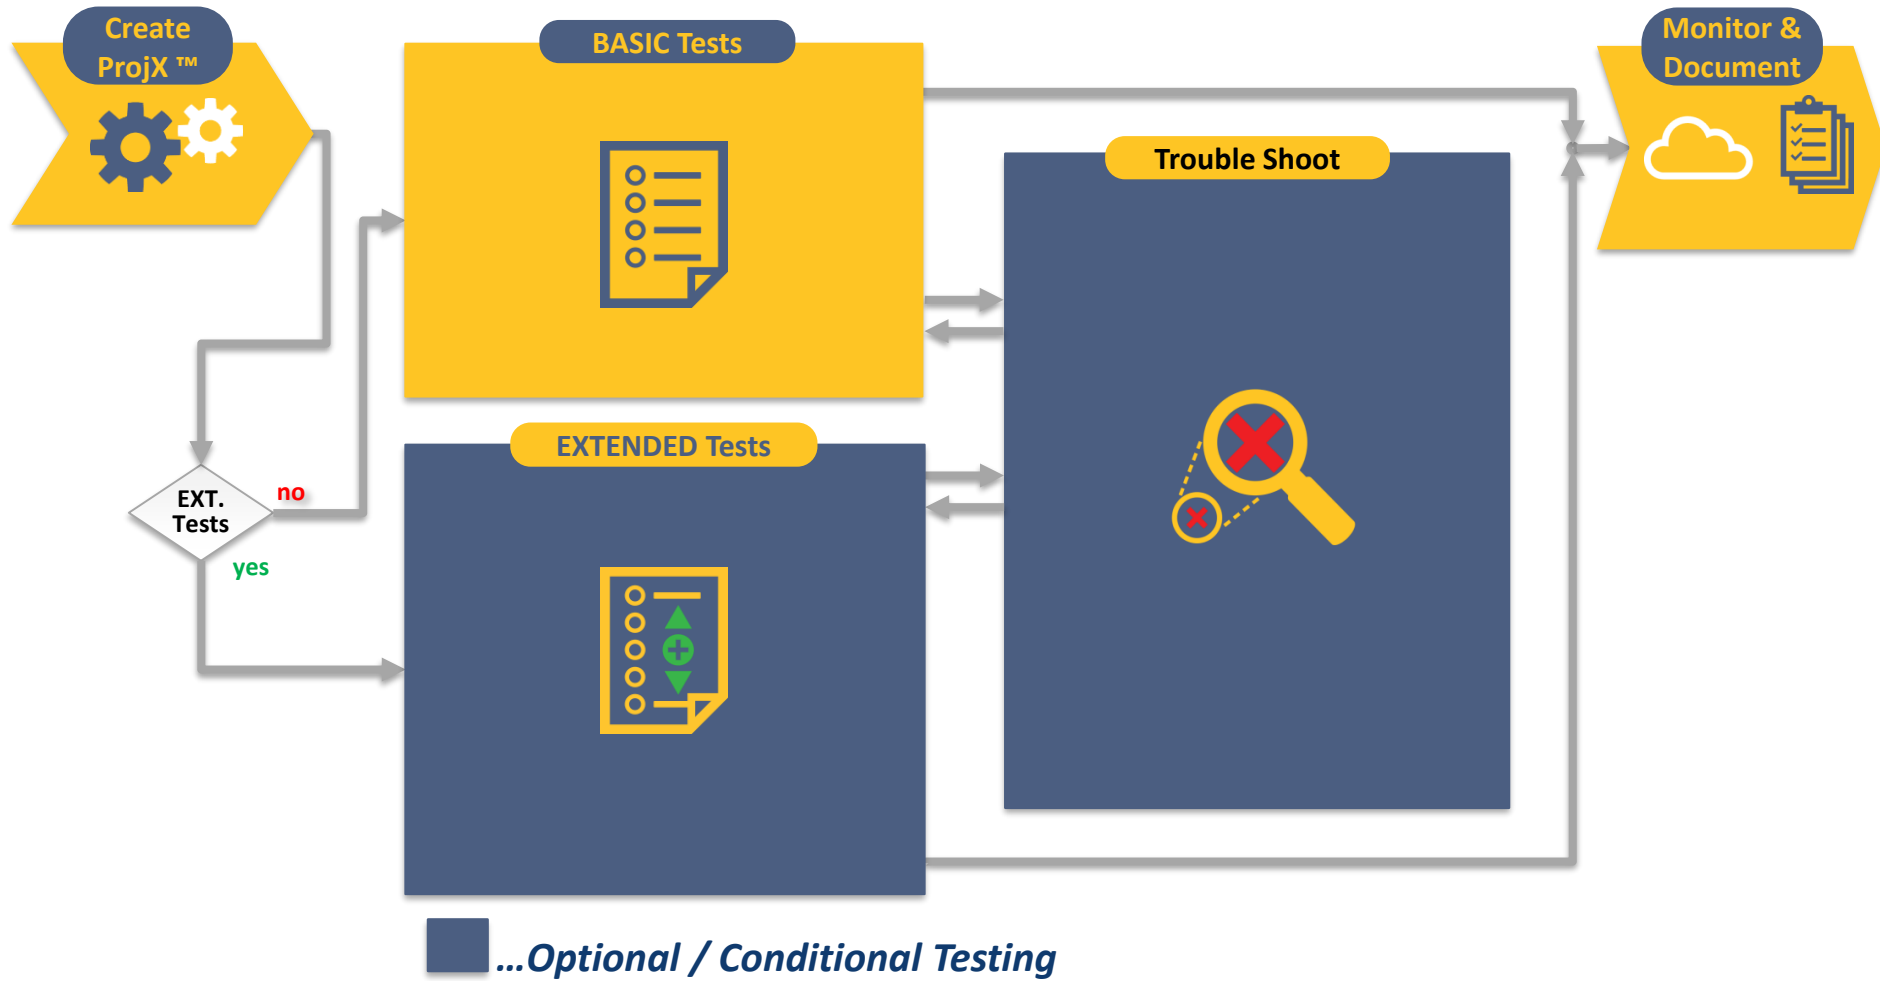 Create
ProjX ™
BASIC Tests
Monitor &
Document
Trouble Shoot
EXTENDED Tests
EXT.
Tests
no
yes
...Optional / Conditional Testing